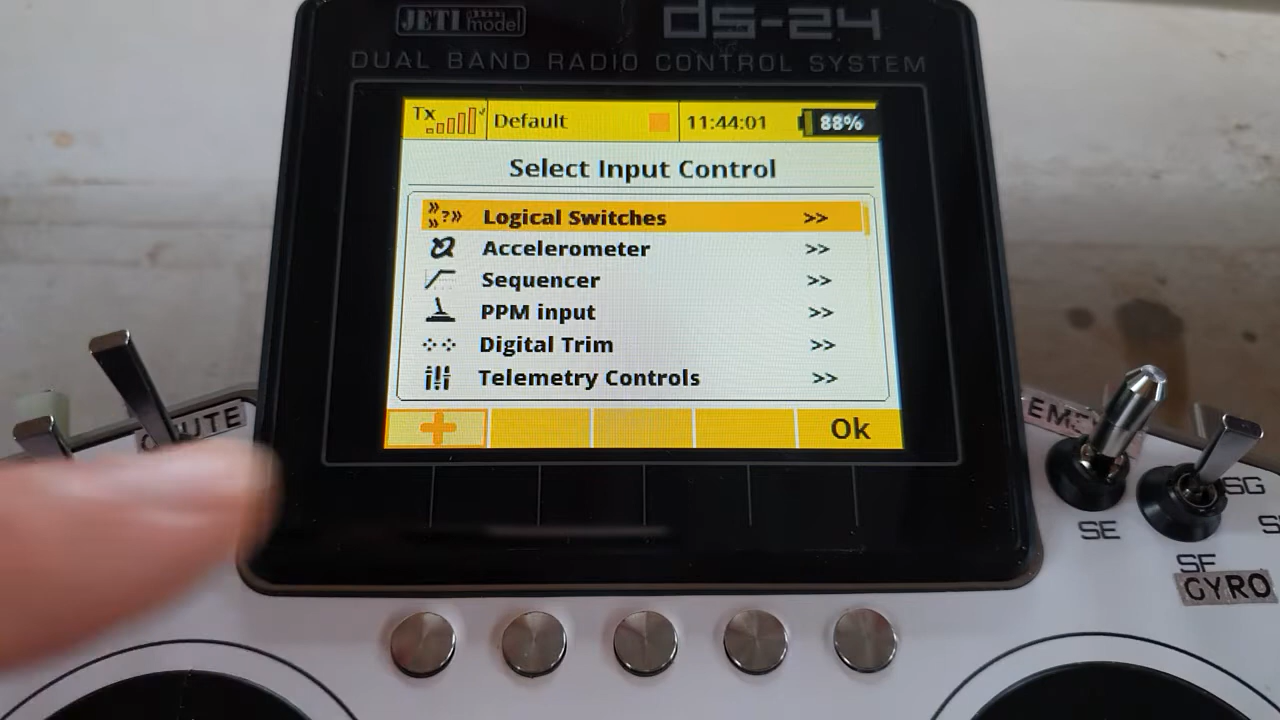 JETI model ds-24
DUAL BAND RADIO CONTROL SYSTEM
Tx Default 11:44:01 88%
Select Input Control
»?» Logical Switches >>
Accelerometer >>
Sequencer >>
PPM input >>
Digital Trim >>
Telemetry Controls >>
+ Ok
SE
SG
SF
GYRO